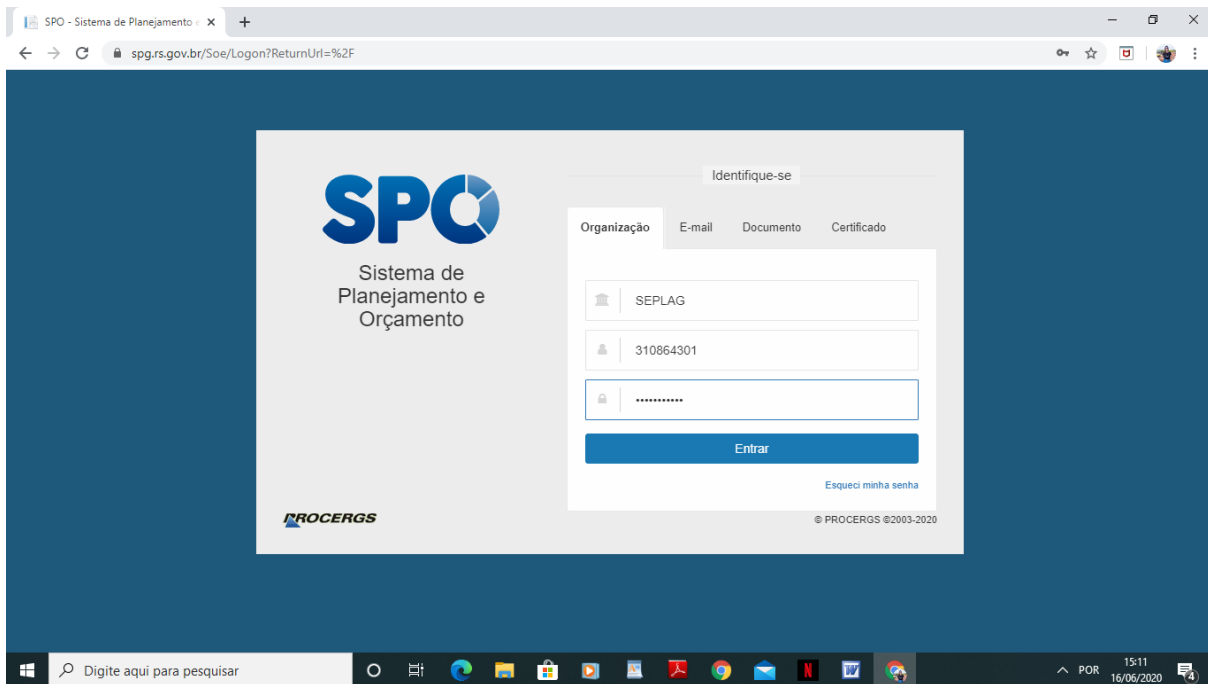 SPO - Sistema de Planejamento e
spg.rs.gov.br/Soe/Logon?ReturnUrl=%2F
SPO
Sistema de
Planejamento e
Orçamento
PROCERGS
Identifique-se
Organização E-mail Documento Certificado
SEPLAG
310864301
•••••••••••
Entrar
Esqueci minha senha
© PROCERGS ©2003-2020
Digite aqui para pesquisar
POR
15:11
16/06/2020
4